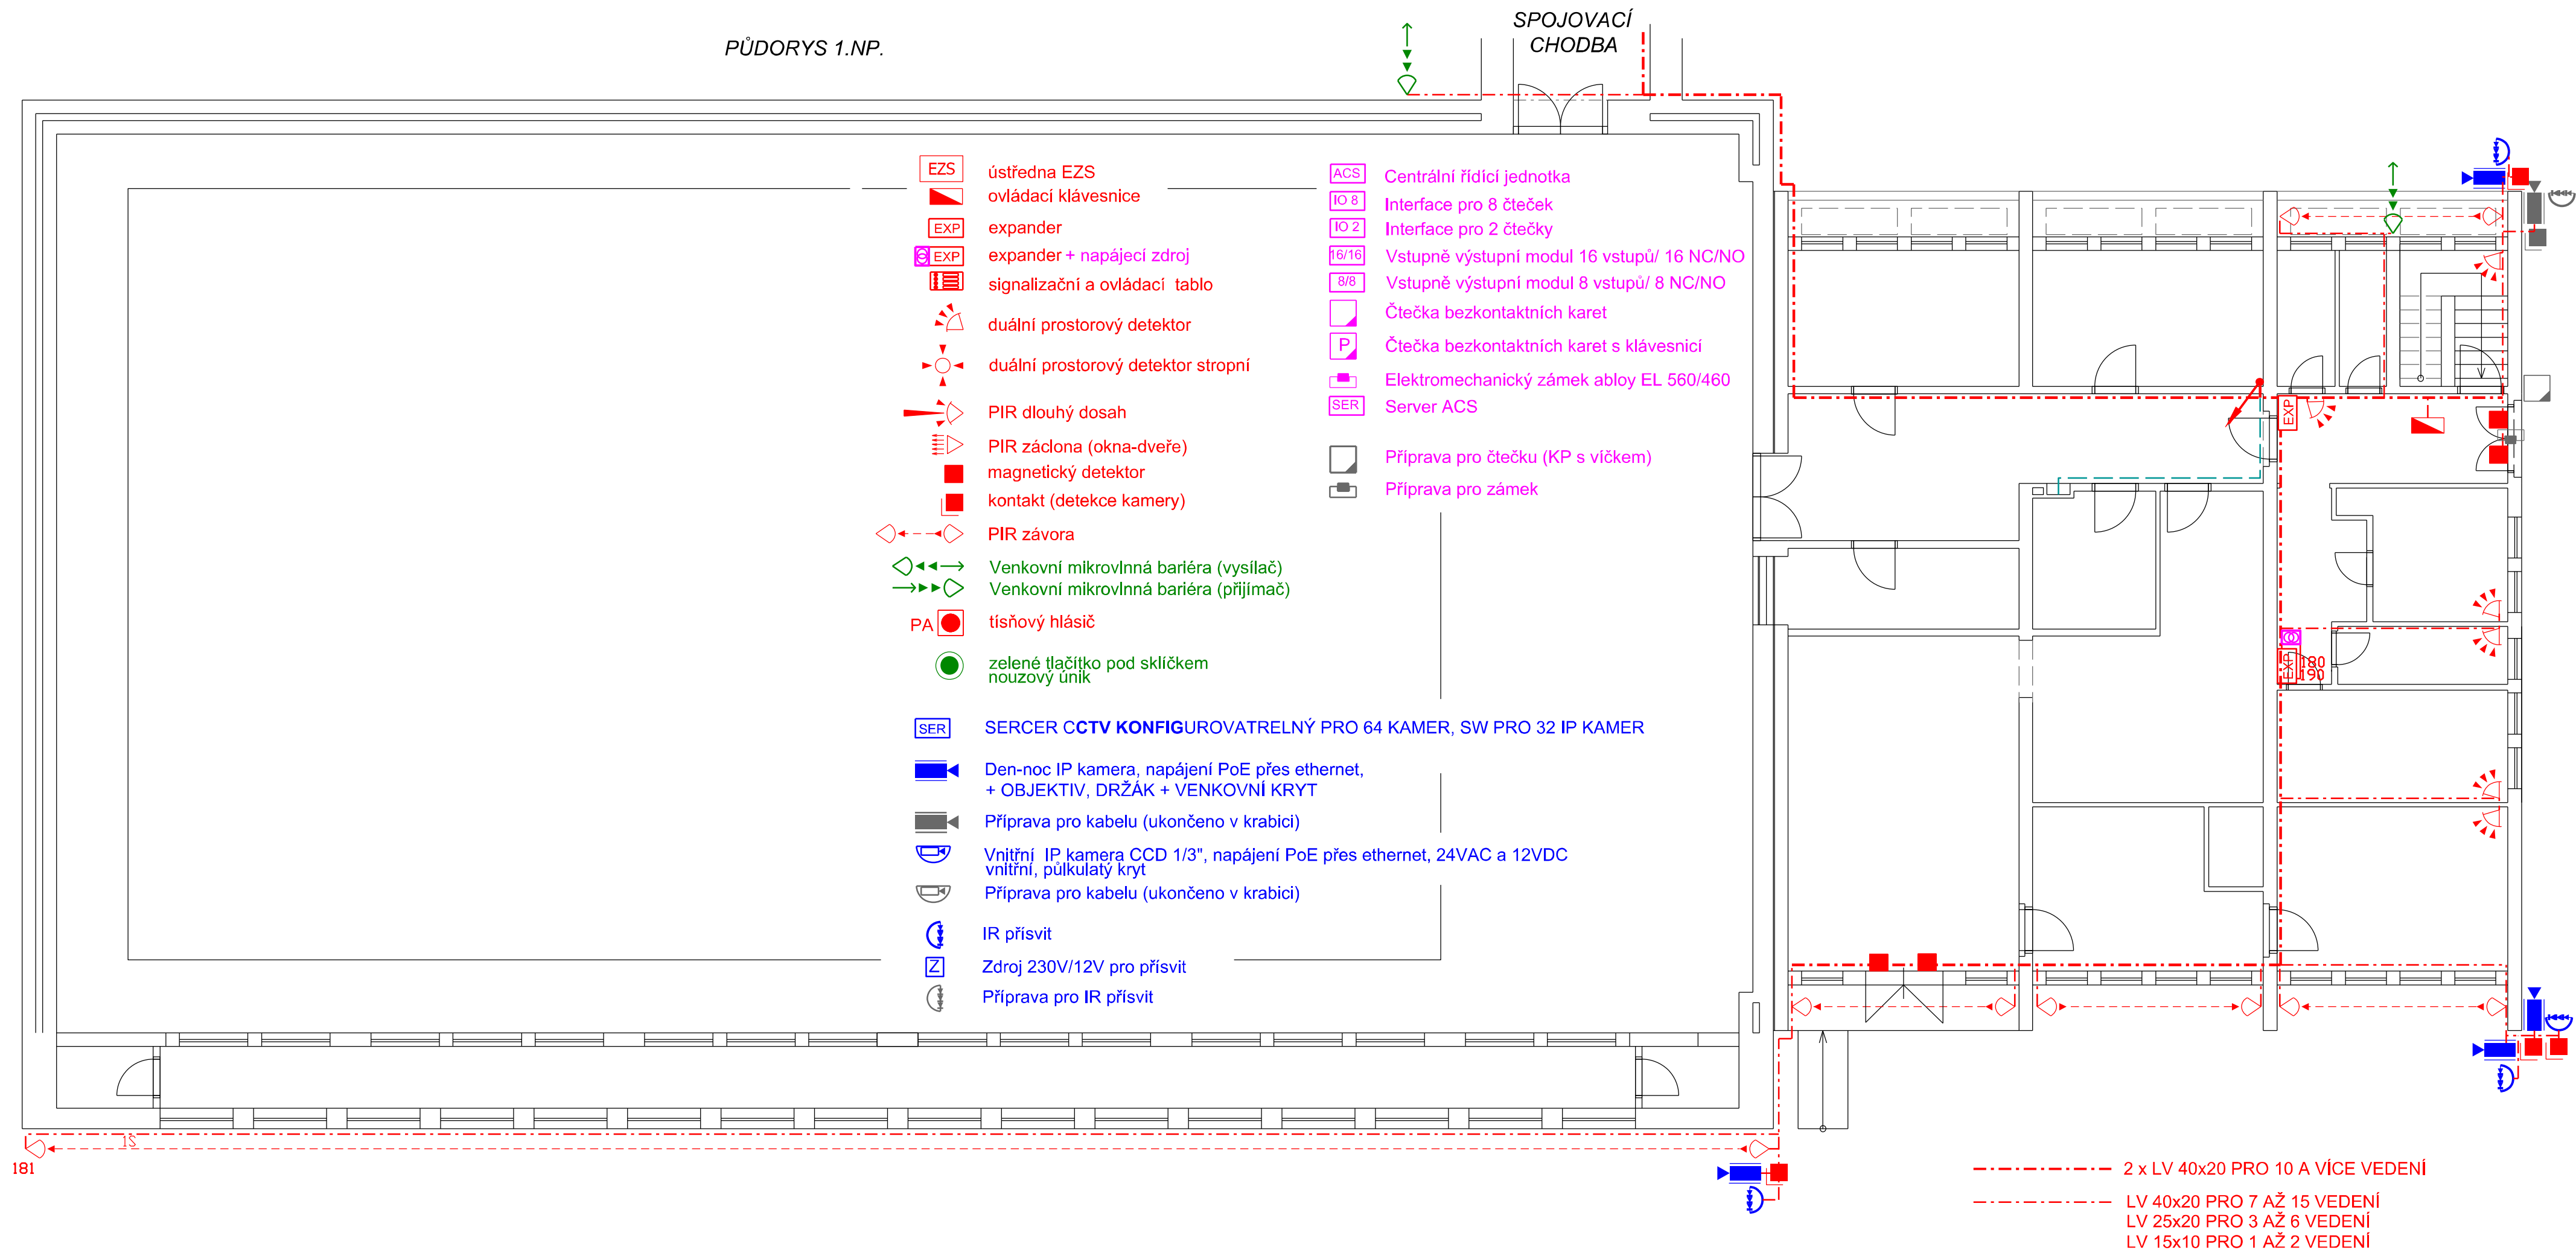 PŮDORYS 1.NP.
SPOJOVACÍ
CHODBA
EZS
ústředna EZS
ovládací klávesnice
EXP
expander
EXP
expander + napájecí zdroj
signalizační a ovládací tablo
duální prostorový detektor
duální prostorový detektor stropní
PIR dlouhý dosah
PIR záclona (okna-dveře)
magnetický detektor
kontakt (detekce kamery)
PIR závora
Venkovní mikrovlnná bariéra (vysílač)
Venkovní mikrovlnná bariéra (přijímač)
PA
tísňový hlásič
zelené tlačítko pod sklíčkem
nouzový únik
ACS
Centrální řídící jednotka
IO 8
Interface pro 8 čteček
IO 2
Interface pro 2 čtečky
16/16
Vstupně výstupní modul 16 vstupů/ 16 NC/NO
8/8
Vstupně výstupní modul 8 vstupů/ 8 NC/NO
Čtečka bezkontaktních karet
P
Čtečka bezkontaktních karet s klávesnicí
Elektromechanický zámek abloy EL 560/460
SER
Server ACS
Příprava pro čtečku (KP s víčkem)
Příprava pro zámek
SER
SERCER CCTV KONFIGUROVATRELNÝ PRO 64 KAMER, SW PRO 32 IP KAMER
Den-noc IP kamera, napájení PoE přes ethernet,
+ OBJEKTIV, DRŽÁK + VENKOVNÍ KRYT
Příprava pro kabelu (ukončeno v krabici)
Vnitřní IP kamera CCD 1/3", napájení PoE přes ethernet, 24VAC a 12VDC
vnitřní, půlkulatý kryt
Příprava pro kabelu (ukončeno v krabici)
IR přísvit
Z
Zdroj 230V/12V pro přísvit
Příprava pro IR přísvit
EXP
EXP
180
190
1S
181
2 x LV 40x20 PRO 10 A VÍCE VEDENÍ
LV 40x20 PRO 7 AŽ 15 VEDENÍ
LV 25x20 PRO 3 AŽ 6 VEDENÍ
LV 15x10 PRO 1 AŽ 2 VEDENÍ